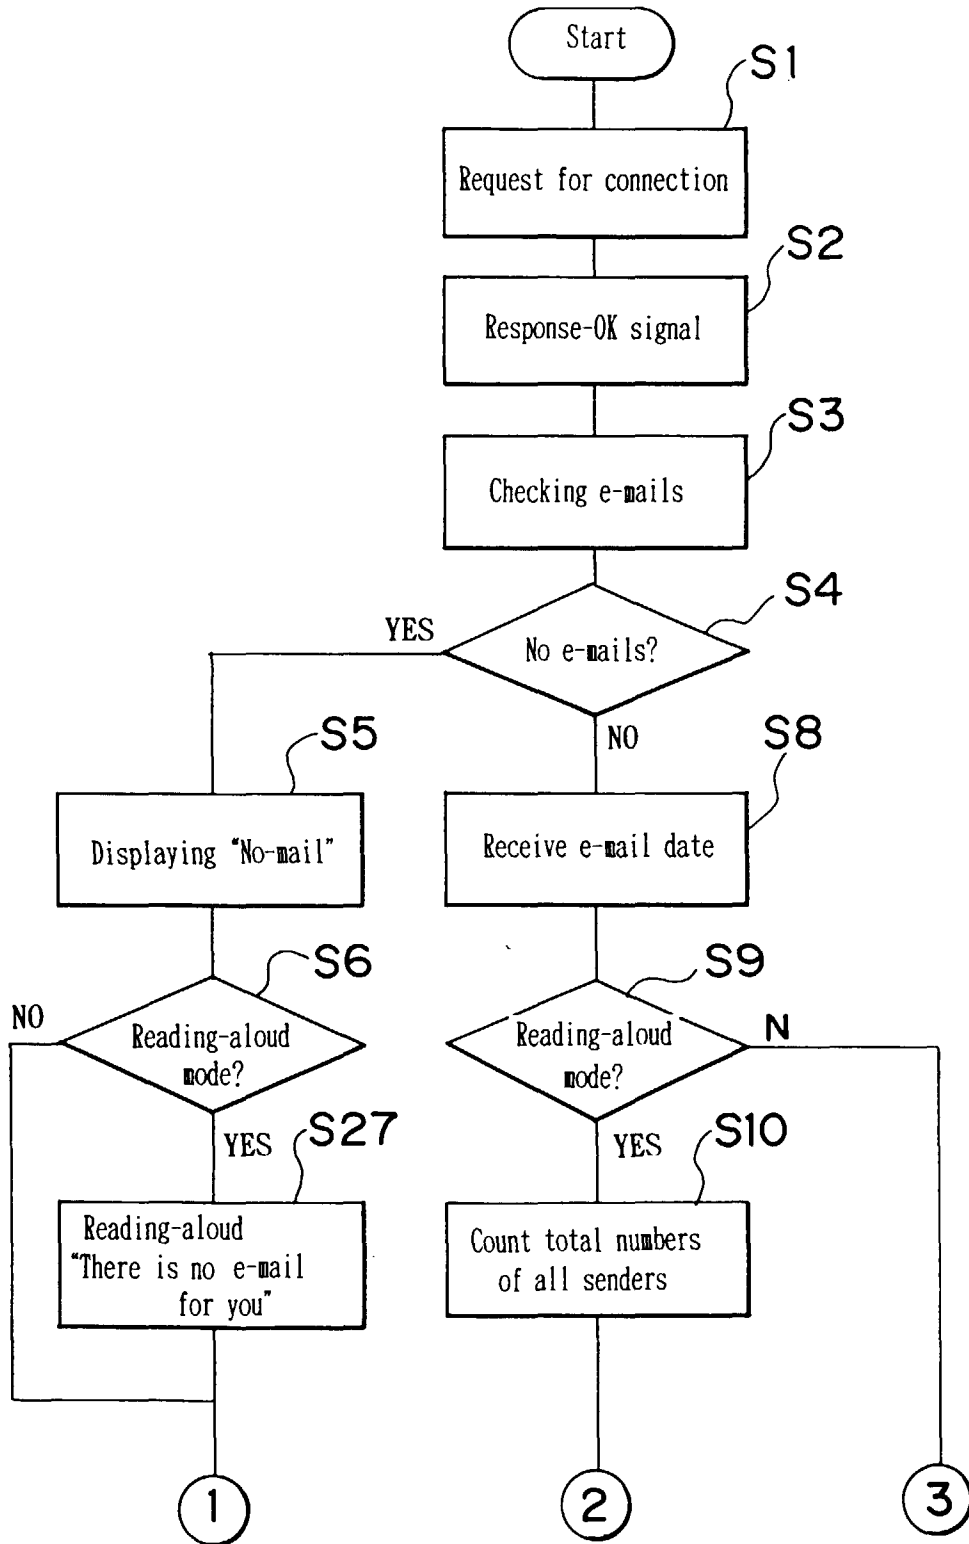 Start
S1
Request for connection
S2
Response-OK signal
S3
Checking e-mails
S4
YES
No e-mails?
NO
S5
S8
Displaying "No-mail"
Receive e-mail date
S6
S9
NO
Reading-aloud
mode?
Reading-aloud
mode?
N
YES
S27
YES
S10
Reading-aloud
"There is no e-mail
for you"
Count total numbers
of all senders
1
2
3